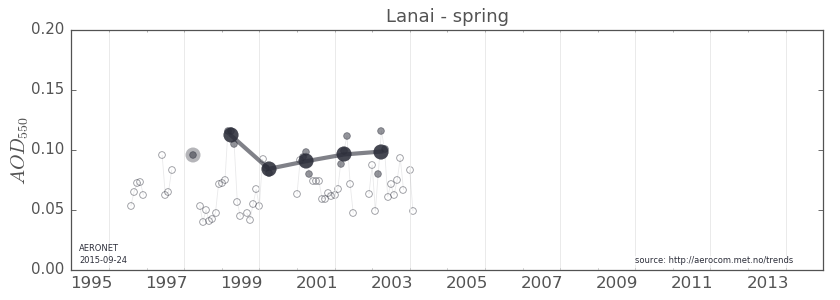 Lanai - spring
0.20
0.15
0.10
0.05
0.00
AOD550
AERONET
2015-09-24
source: http://aerocom.met.no/trends
1995 1997 1999 2001 2003 2005 2007 2009 2011 2013